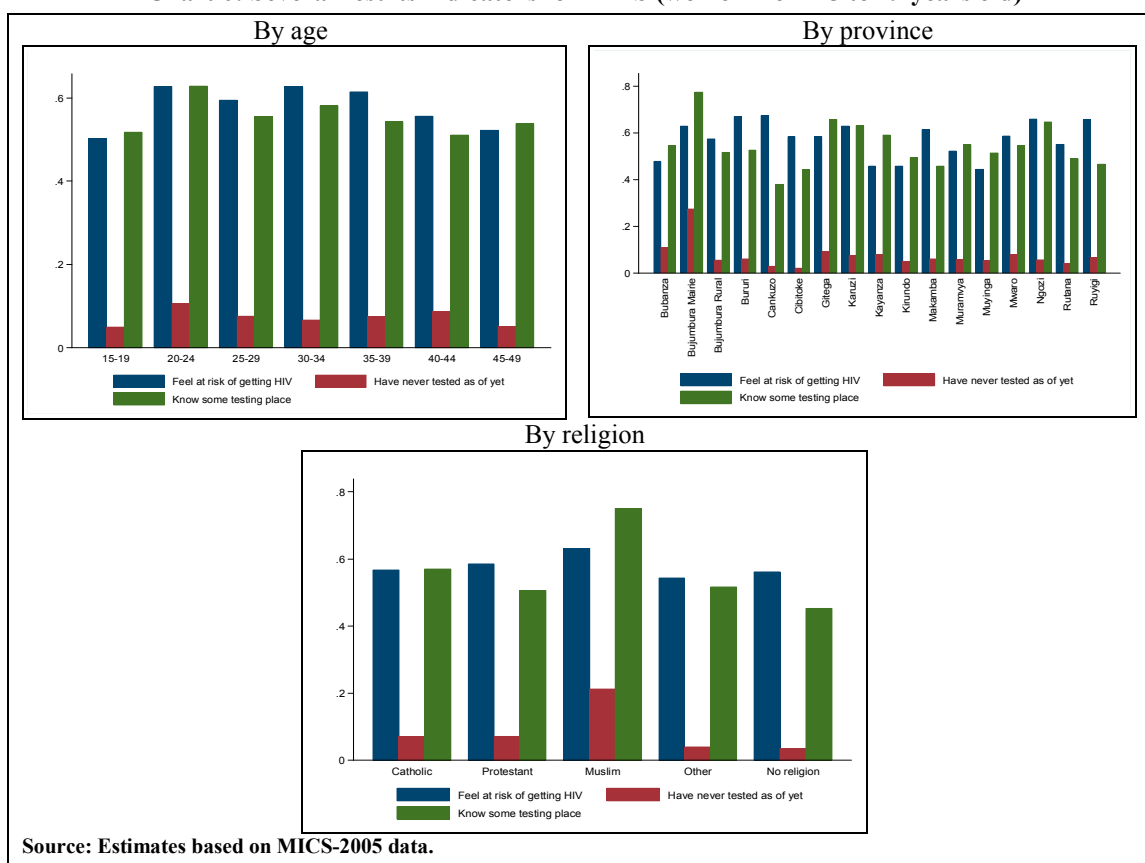 By age
By province
.6
.4
.2
0
15-19 20-24 25-29 30-34 35-39 40-44 45-49
Feel at risk of getting HIV Have never tested as of yet
Know some testing place
.8
.6
.4
.2
0
Bubanza Bujumbura Mairie Bujumbura Rural Bururi Cankuzo Cibitoke Gitega Karuzi Kayanza Kirundo Makamba Muramvya Muyinga Mwaro Ngozi Rutana Ruyigi
Feel at risk of getting HIV Have never tested as of yet
Know some testing place
By religion
.8
.6
.4
.2
0
Catholic Protestant Muslim Other No religion
Feel at risk of getting HIV Have never tested as of yet
Know some testing place
Source: Estimates based on MICS-2005 data.